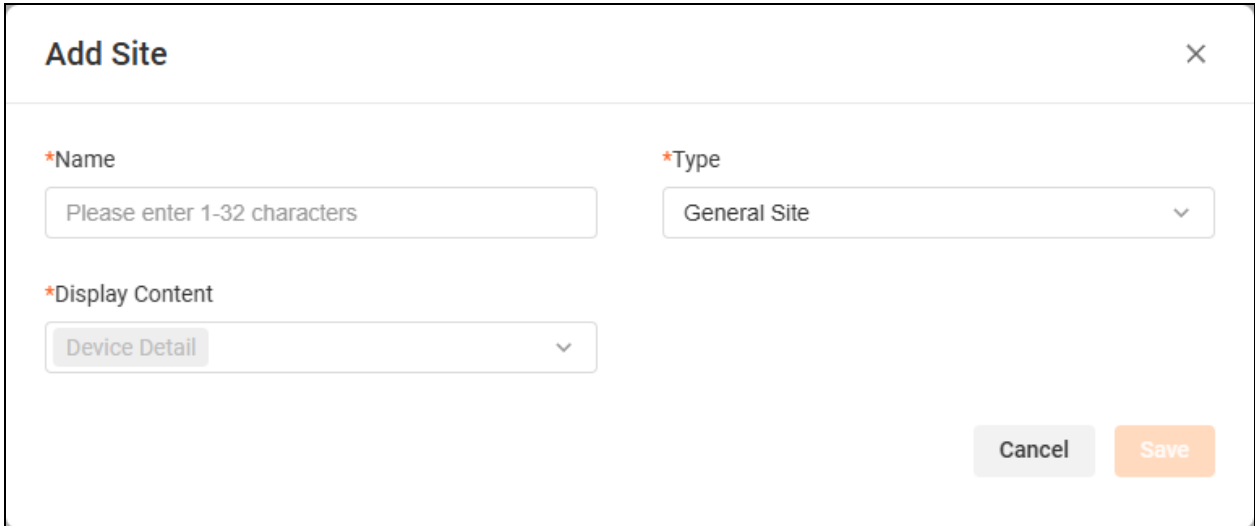 Add Site
*Name
*Type
Please enter 1-32 characters
General Site
*Display Content
Device Detail
Cancel
Save